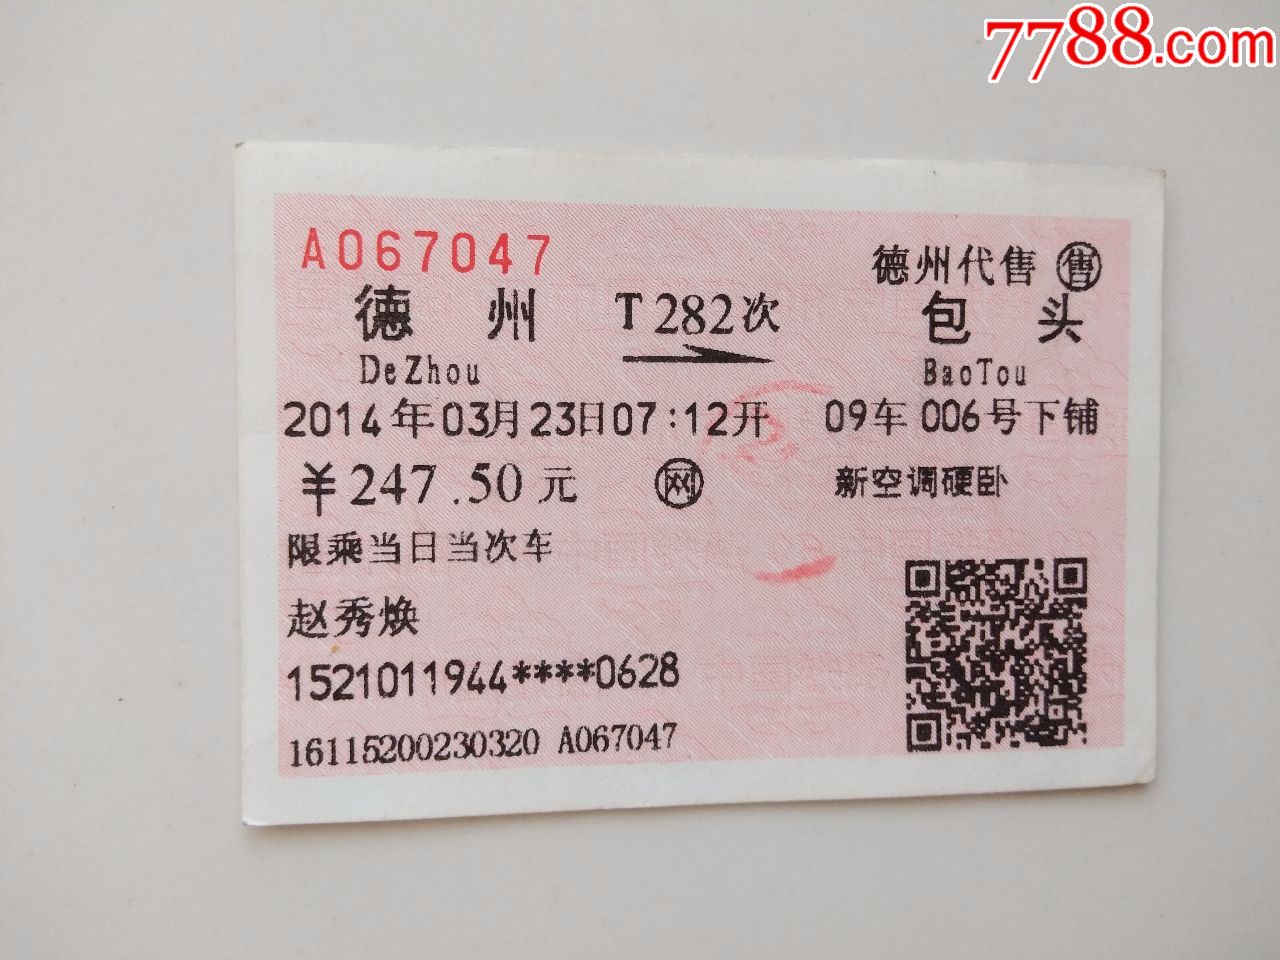 7788.com
A067047
德州代售 售
德州 T282次 包头
DeZhou BaoTou
2014年03月23日07:12开 09车006号下铺
￥247.50元 网 新空调硬卧
限乘当日当次车
赵秀焕
1521011944****0628
16115200230320 A067047